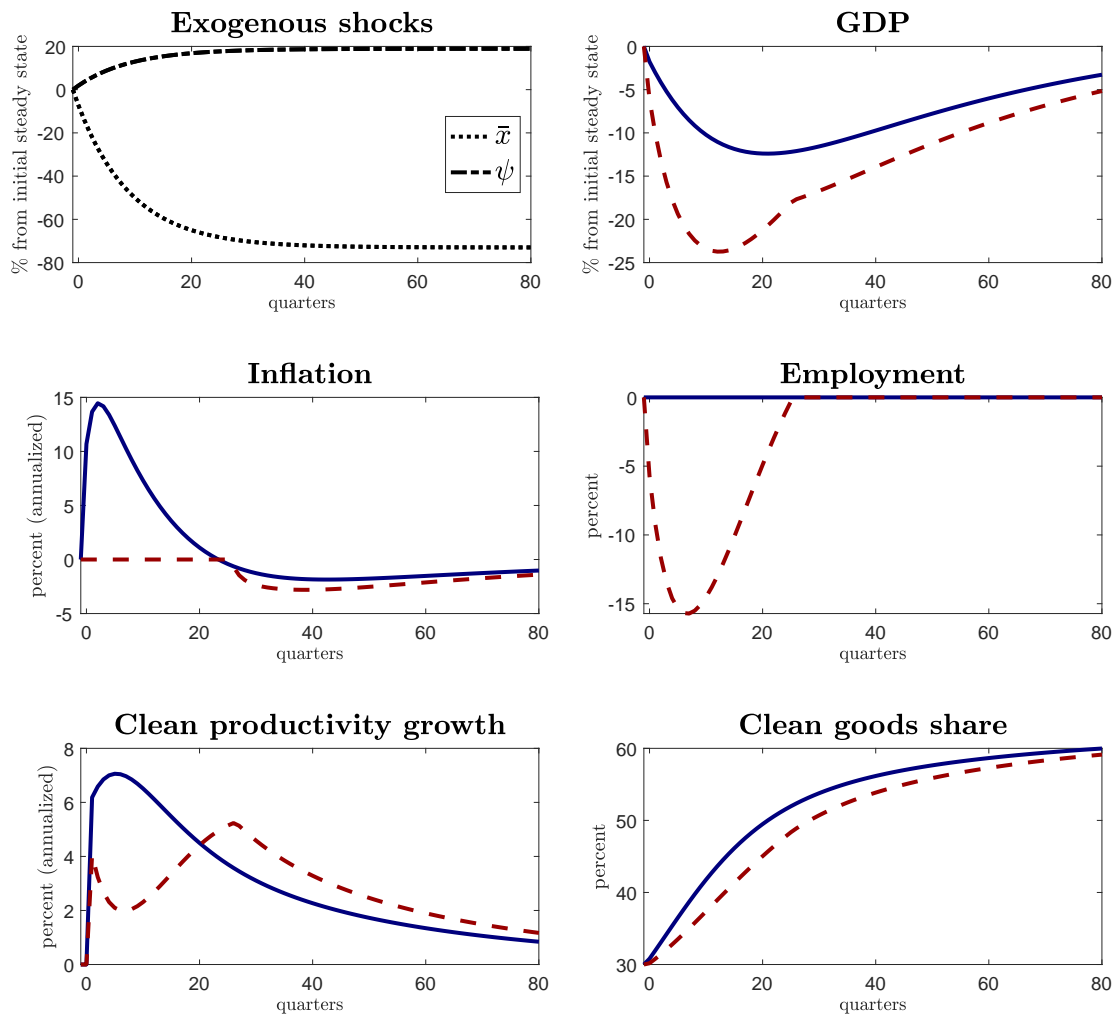 Exogenous shocks
% from initial steady state
20
0
-20
-40
-60
-80
x̄
ψ
0 20 40 60 80
quarters
GDP
% from initial steady state
0
-5
-10
-15
-20
-25
0 20 40 60 80
quarters
Inflation
percent (annualized)
15
10
5
0
-5
0 20 40 60 80
quarters
Employment
percent
0
-5
-10
-15
0 20 40 60 80
quarters
Clean productivity growth
percent (annualized)
8
6
4
2
0
0 20 40 60 80
quarters
Clean goods share
percent
60
50
40
30
0 20 40 60 80
quarters